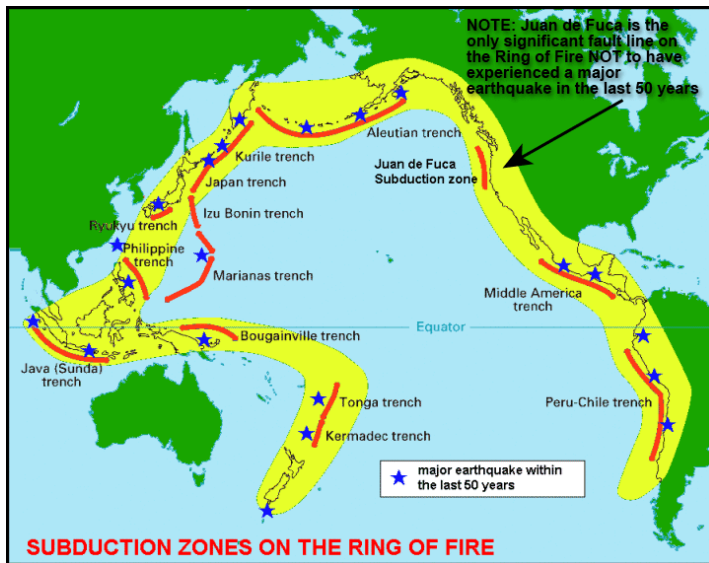 NOTE: Juan de Fuca is the
only significant fault line on
the Ring of Fire NOT to have
experienced a major
earthquake in the last 50 years
Aleutian trench
Kurile trench
Juan de Fuca
Subduction zone
Japan trench
Izu Bonin trench
Ryukyu trench
Philippine
trench
Marianas trench
Middle America
trench
Equator
Bougainville trench
Java (Sunda)
trench
Tonga trench
Peru-Chile trench
Kermadec trench
major earthquake within
the last 50 years
SUBDUCTION ZONES ON THE RING OF FIRE